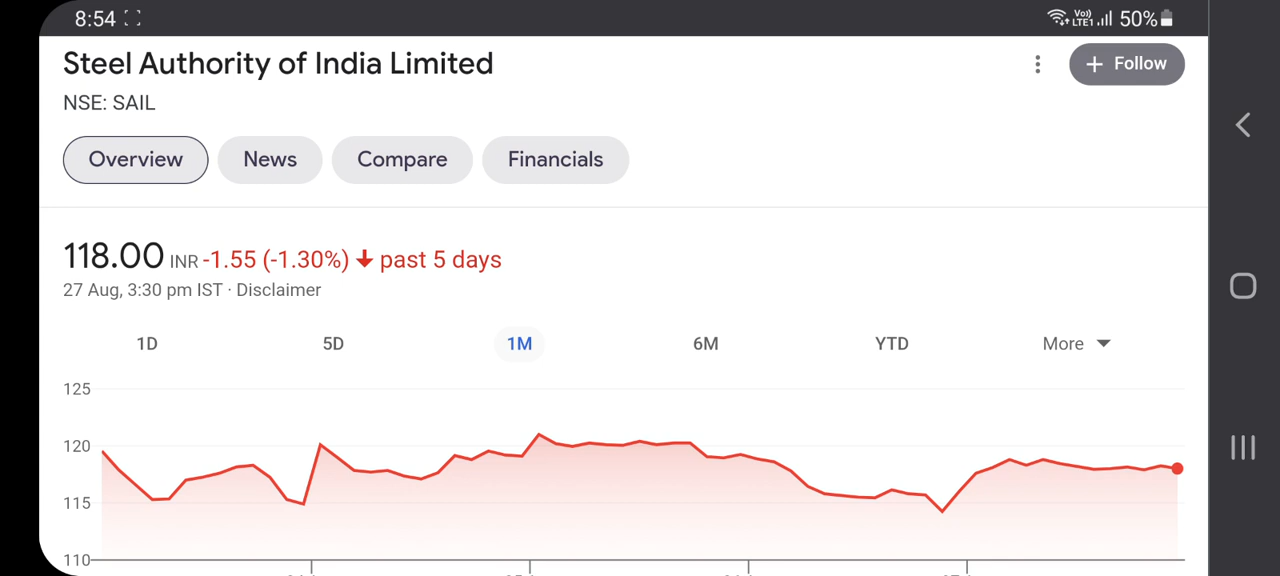 8:54 Vo) LTE1 50%
Steel Authority of India Limited
+ Follow
NSE: SAIL
Overview News Compare Financials
118.00 INR -1.55 (-1.30%) ↓ past 5 days
27 Aug, 3:30 pm IST · Disclaimer
1D 5D 1M 6M YTD More
125
120
115
110